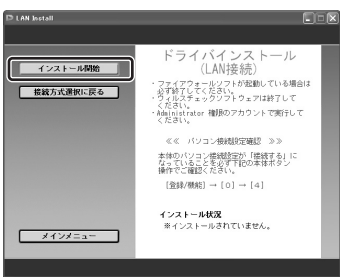 LAN Install
インストール開始
接続方式選択に戻る
メインメニュー
ドライバインストール
（LAN接続）
・ファイアウォールソフトが起動している場合は
必ず終了してください。
・ウィルスチェックソフトウェアは終了して
ください。
・Administrator 権限のアカウントで実行して
ください。
≪≪ パソコン接続設定確認 ≫≫
本体のパソコン接続設定が「接続する」に
なっていることを必ず下記の本体ボタン
操作でご確認ください。
［登録/機能］→［0］→［4］
インストール状況
※インストールされていません。